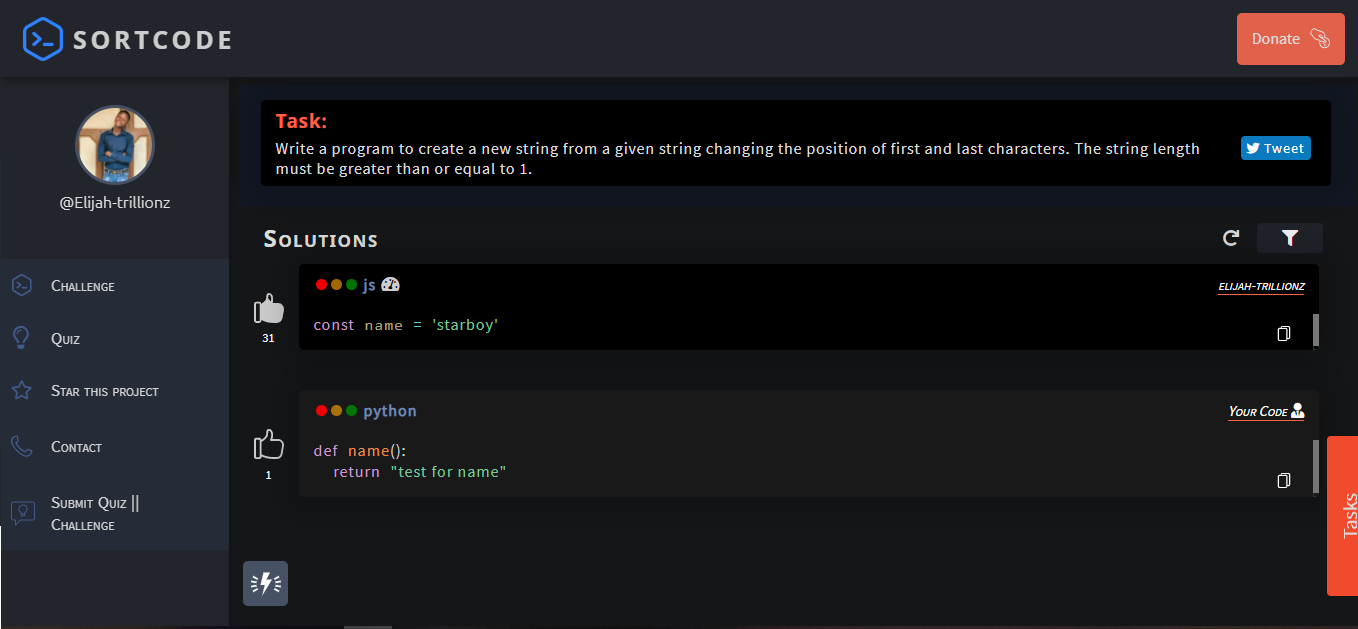 SORTCODE
Donate
@Elijah-trillionz
Challenge
Quiz
Star this project
Contact
Submit Quiz ||
Challenge
Task:
Write a program to create a new string from a given string changing the position of first and last characters. The string length
must be greater than or equal to 1.
Tweet
Solutions
js
elijah-trillionz
31
const name = 'starboy'
python
Your Code
1
def name():
return "test for name"
Tasks